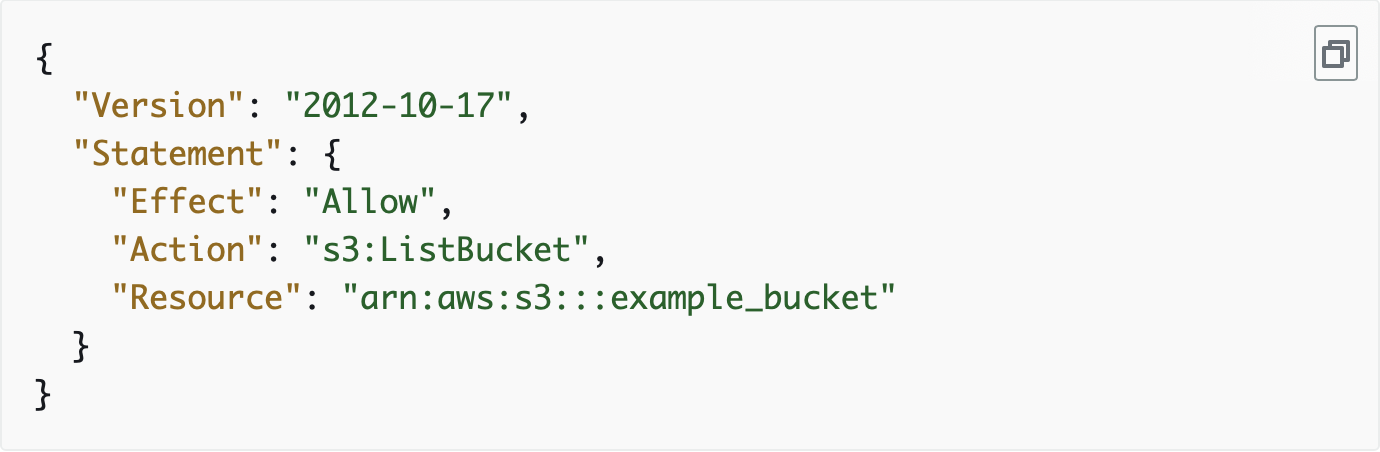 {
  "Version": "2012-10-17",
  "Statement": {
    "Effect": "Allow",
    "Action": "s3:ListBucket",
    "Resource": "arn:aws:s3:::example_bucket"
  }
}